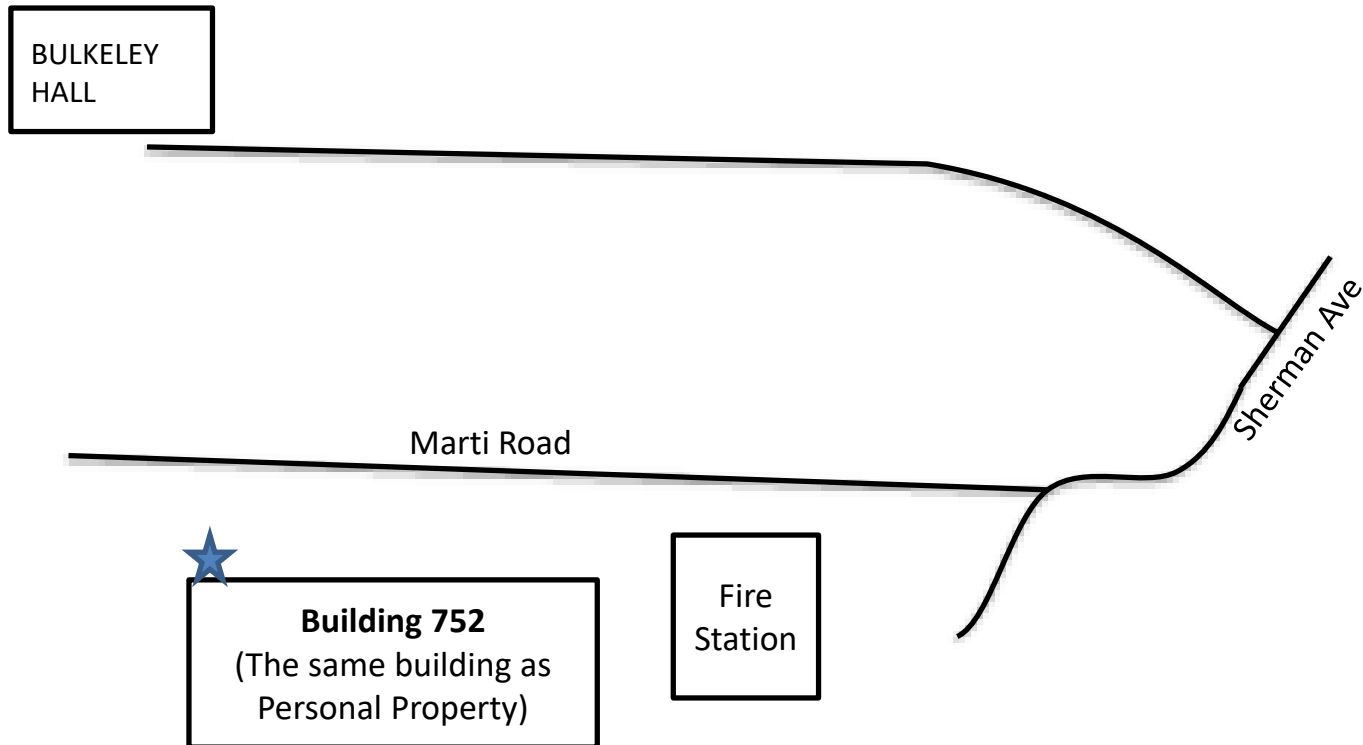 BULKELEY
HALL
Sherman Ave
Marti Road
Building 752
(The same building as
Personal Property)
Fire
Station